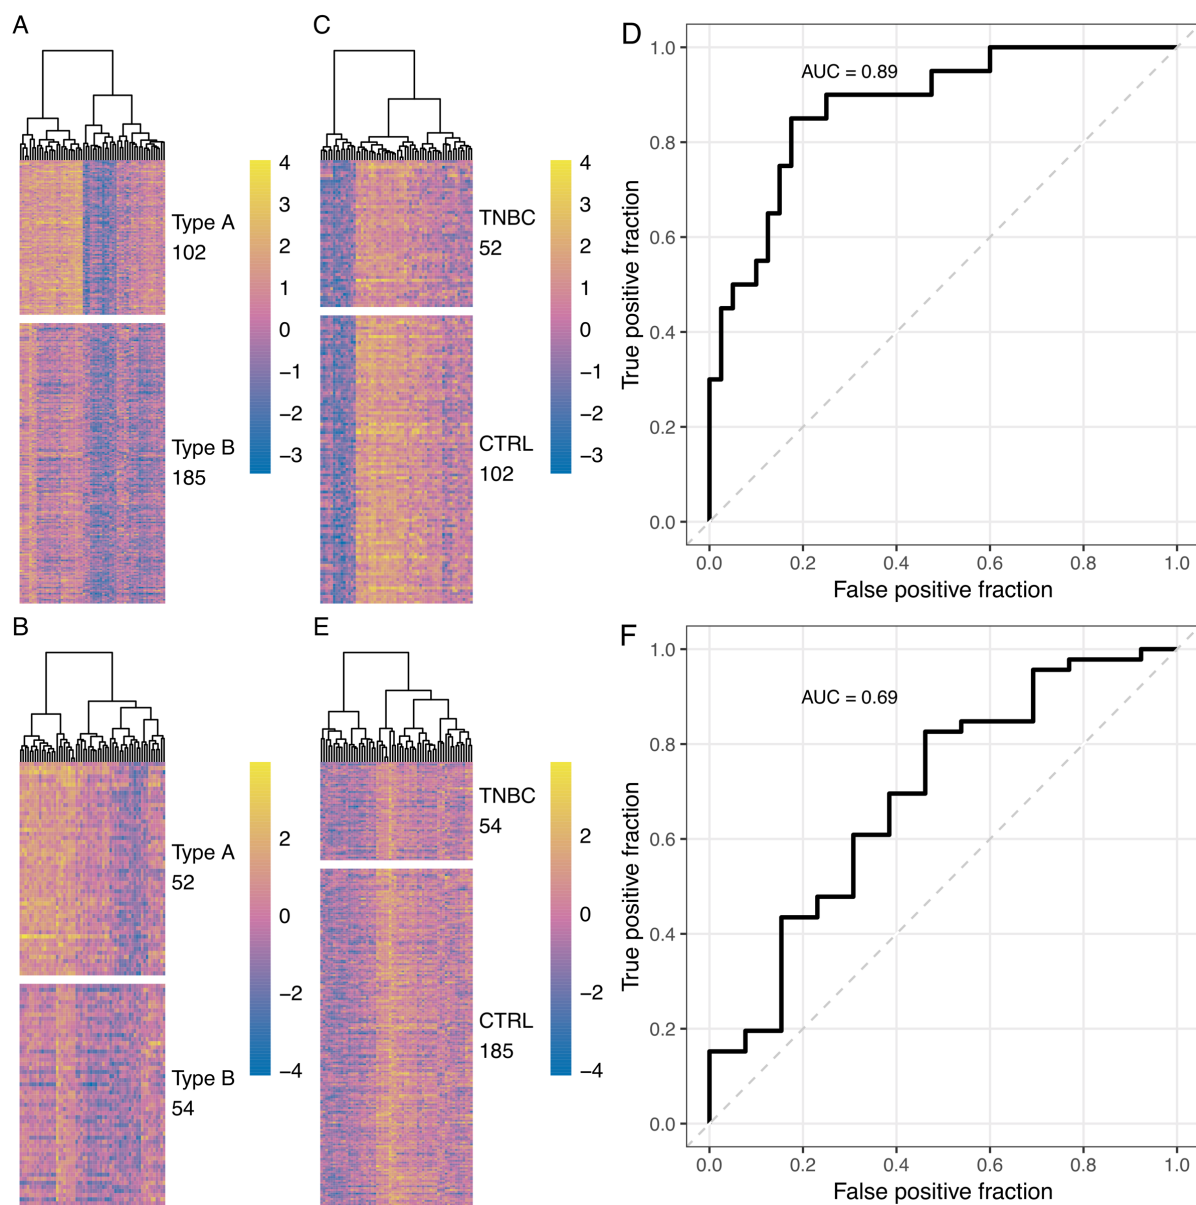 A
Type A
102
Type B
185
4
3
2
1
0
−1
−2
−3
C
TNBC
52
CTRL
102
4
3
2
1
0
−1
−2
−3
D
AUC = 0.89
True positive fraction
1.0
0.8
0.6
0.4
0.2
0.0
0.0 0.2 0.4 0.6 0.8 1.0
False positive fraction
B
Type A
52
Type B
54
2
0
−2
−4
E
TNBC
54
CTRL
185
2
0
−2
−4
F
AUC = 0.69
True positive fraction
1.0
0.8
0.6
0.4
0.2
0.0
0.0 0.2 0.4 0.6 0.8 1.0
False positive fraction